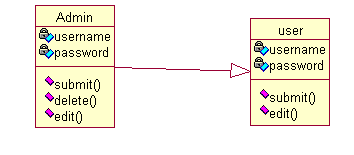 Admin
username
password
submit()
delete()
edit()
user
username
password
submit()
edit()